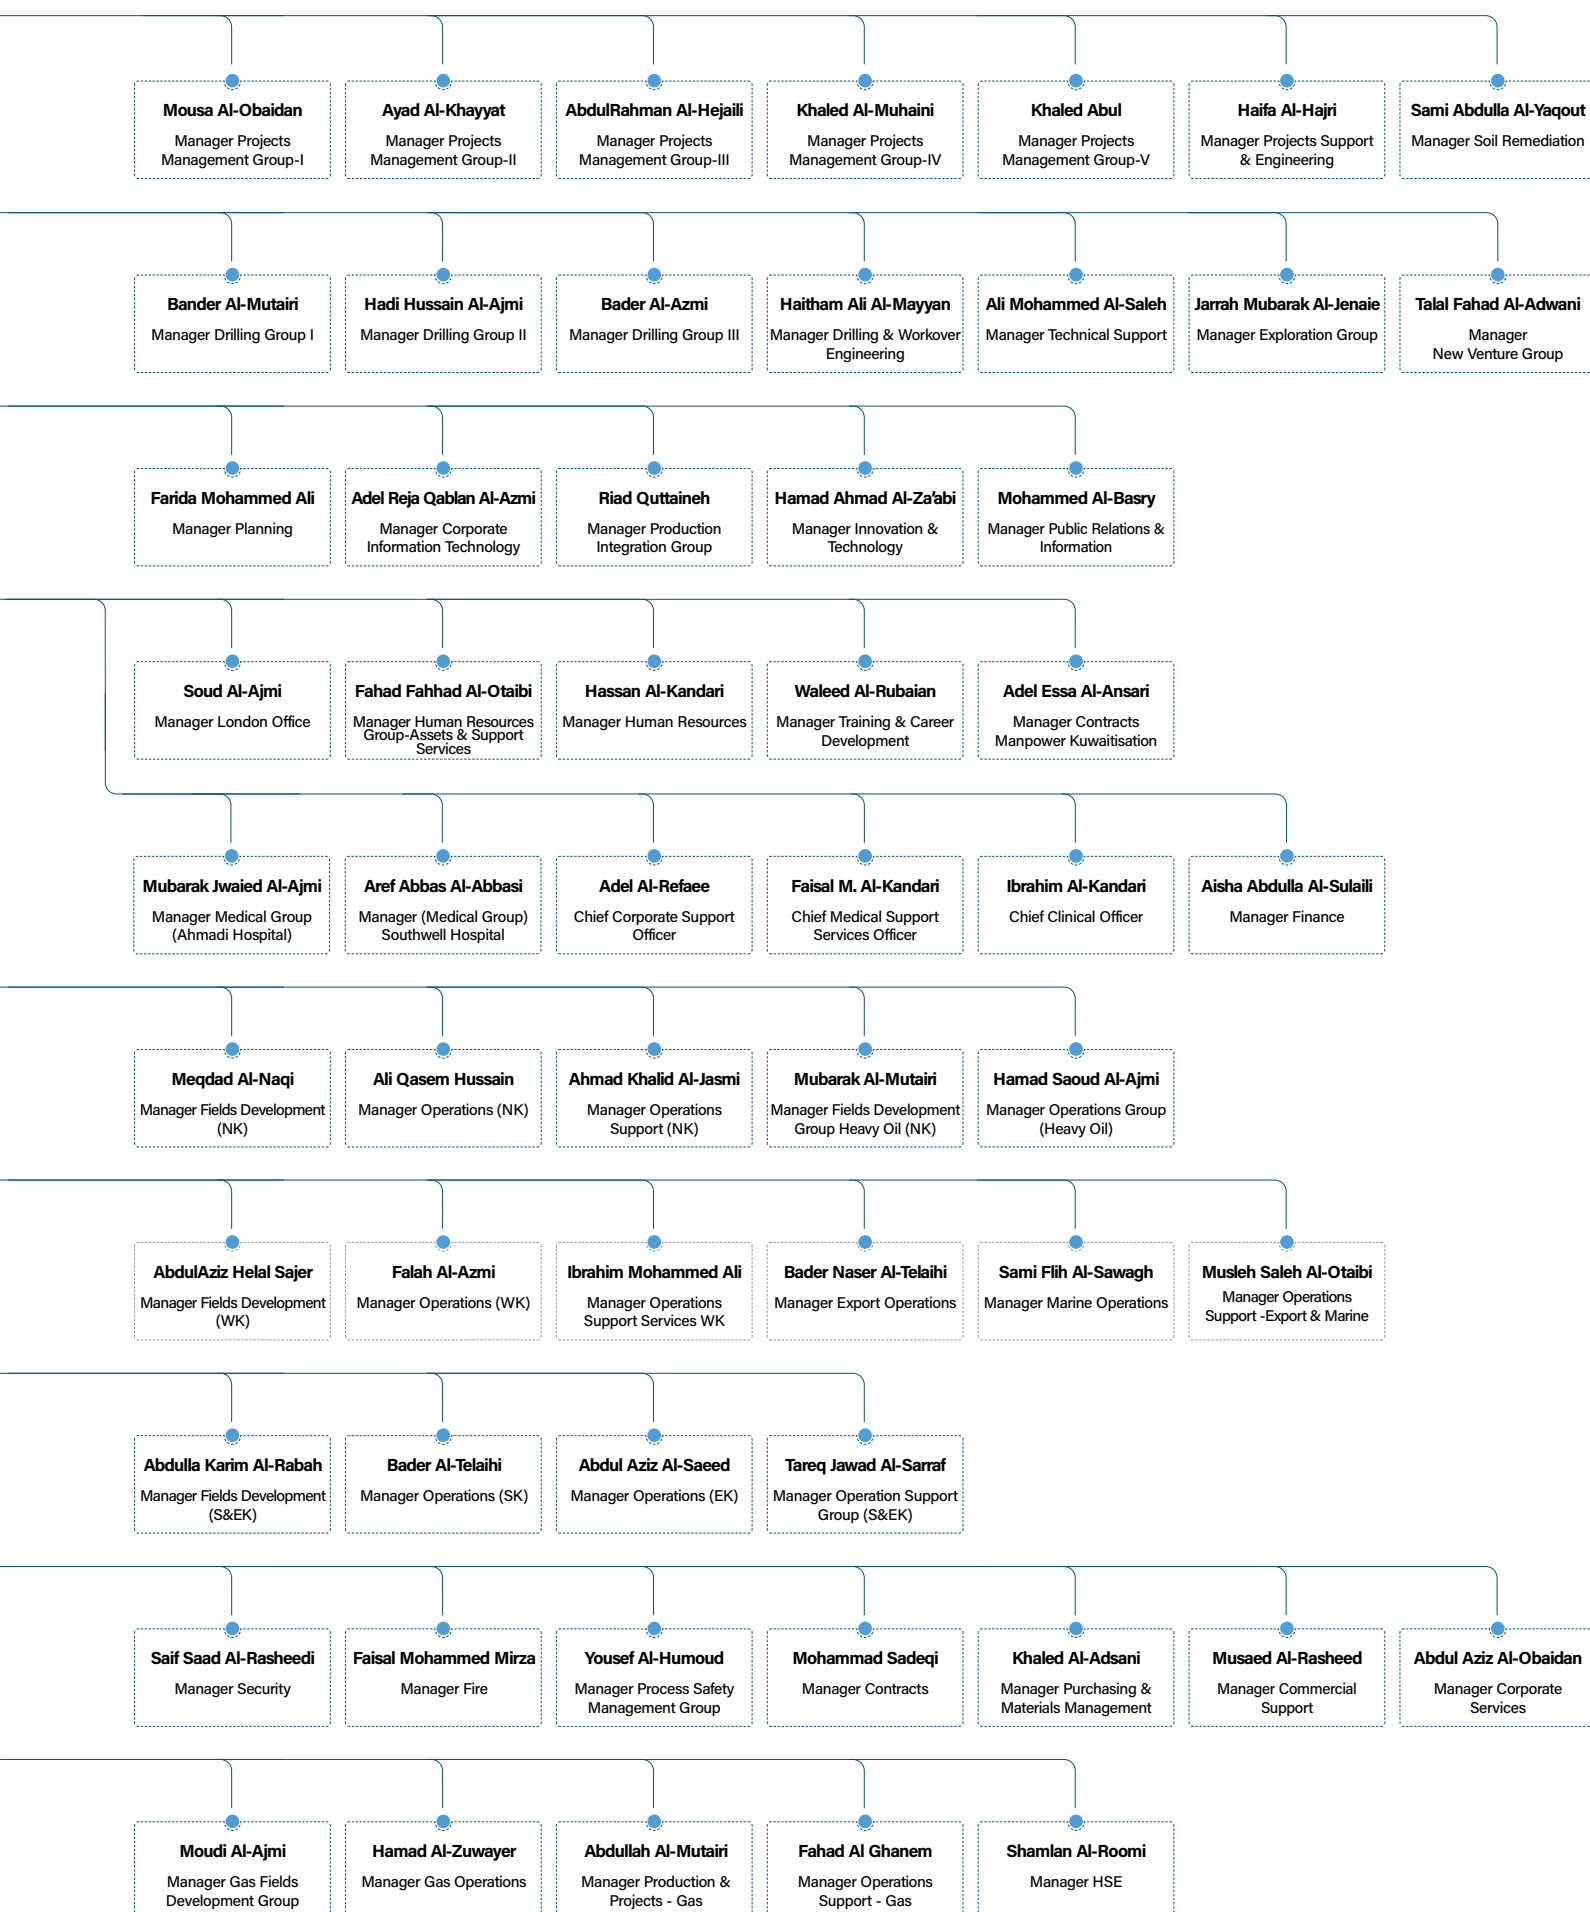 Mousa Al-Obaidan
Manager Projects
Management Group-I
Ayad Al-Khayyat
Manager Projects
Management Group-II
AbdulRahman Al-Hejaili
Manager Projects
Management Group-III
Khaled Al-Muhaini
Manager Projects
Management Group-IV
Khaled Abul
Manager Projects
Management Group-V
Haifa Al-Hajri
Manager Projects Support
& Engineering
Sami Abdulla Al-Yaqout
Manager Soil Remediation
Bander Al-Mutairi
Manager Drilling Group I
Hadi Hussain Al-Ajmi
Manager Drilling Group II
Bader Al-Azmi
Manager Drilling Group III
Haitham Ali Al-Mayyan
Manager Drilling & Workover
Engineering
Ali Mohammed Al-Saleh
Manager Technical Support
Jarrah Mubarak Al-Jenaie
Manager Exploration Group
Talal Fahad Al-Adwani
Manager
New Venture Group
Farida Mohammed Ali
Manager Planning
Adel Reja Qablan Al-Azmi
Manager Corporate
Information Technology
Riad Quttaineh
Manager Production
Integration Group
Hamad Ahmad Al-Za'abi
Manager Innovation &
Technology
Mohammed Al-Basry
Manager Public Relations &
Information
Soud Al-Ajmi
Manager London Office
Fahad Fahhad Al-Otaibi
Manager Human Resources
Group-Assets & Support
Services
Hassan Al-Kandari
Manager Human Resources
Waleed Al-Rubaian
Manager Training & Career
Development
Adel Essa Al-Ansari
Manager Contracts
Manpower Kuwaitisation
Mubarak Jwaied Al-Ajmi
Manager Medical Group
(Ahmadi Hospital)
Aref Abbas Al-Abbasi
Manager (Medical Group)
Southwell Hospital
Adel Al-Refaee
Chief Corporate Support
Officer
Faisal M. Al-Kandari
Chief Medical Support
Services Officer
Ibrahim Al-Kandari
Chief Clinical Officer
Aisha Abdulla Al-Sulaili
Manager Finance
Meqdad Al-Naqi
Manager Fields Development
(NK)
Ali Qasem Hussain
Manager Operations (NK)
Ahmad Khalid Al-Jasmi
Manager Operations
Support (NK)
Mubarak Al-Mutairi
Manager Fields Development
Group Heavy Oil (NK)
Hamad Saoud Al-Ajmi
Manager Operations Group
(Heavy Oil)
AbdulAziz Helal Sajer
Manager Fields Development
(WK)
Falah Al-Azmi
Manager Operations (WK)
Ibrahim Mohammed Ali
Manager Operations
Support Services WK
Bader Naser Al-Telaihi
Manager Export Operations
Sami Flih Al-Sawagh
Manager Marine Operations
Musleh Saleh Al-Otaibi
Manager Operations
Support -Export & Marine
Abdulla Karim Al-Rabah
Manager Fields Development
(S&EK)
Bader Al-Telaihi
Manager Operations (SK)
Abdul Aziz Al-Saeed
Manager Operations (EK)
Tareq Jawad Al-Sarraf
Manager Operation Support
Group (S&EK)
Saif Saad Al-Rasheedi
Manager Security
Faisal Mohammed Mirza
Manager Fire
Yousef Al-Humoud
Manager Process Safety
Management Group
Mohammad Sadeqi
Manager Contracts
Khaled Al-Adsani
Manager Purchasing &
Materials Management
Musaed Al-Rasheed
Manager Commercial
Support
Abdul Aziz Al-Obaidan
Manager Corporate
Services
Moudi Al-Ajmi
Manager Gas Fields
Development Group
Hamad Al-Zuwayer
Manager Gas Operations
Abdullah Al-Mutairi
Manager Production &
Projects - Gas
Fahad Al Ghanem
Manager Operations
Support - Gas
Shamlan Al-Roomi
Manager HSE